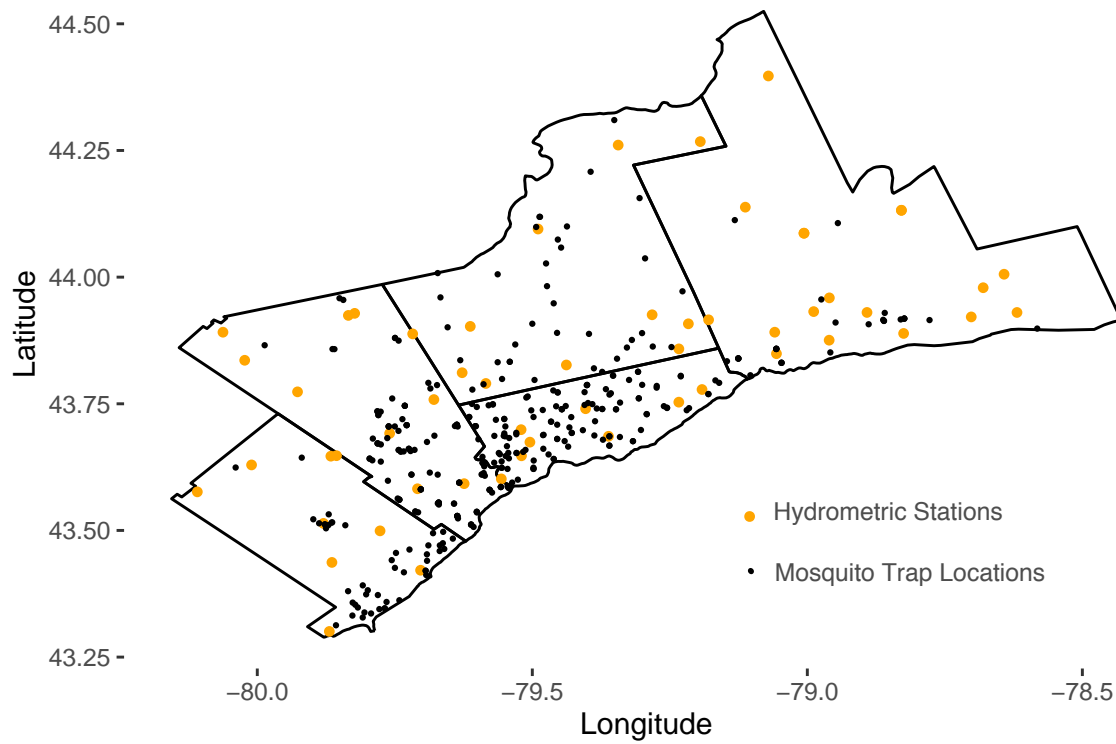 44.50
44.25
44.00
43.75
43.50
43.25
Latitude
Hydrometric Stations
Mosquito Trap Locations
−80.0 −79.5 −79.0 −78.5
Longitude